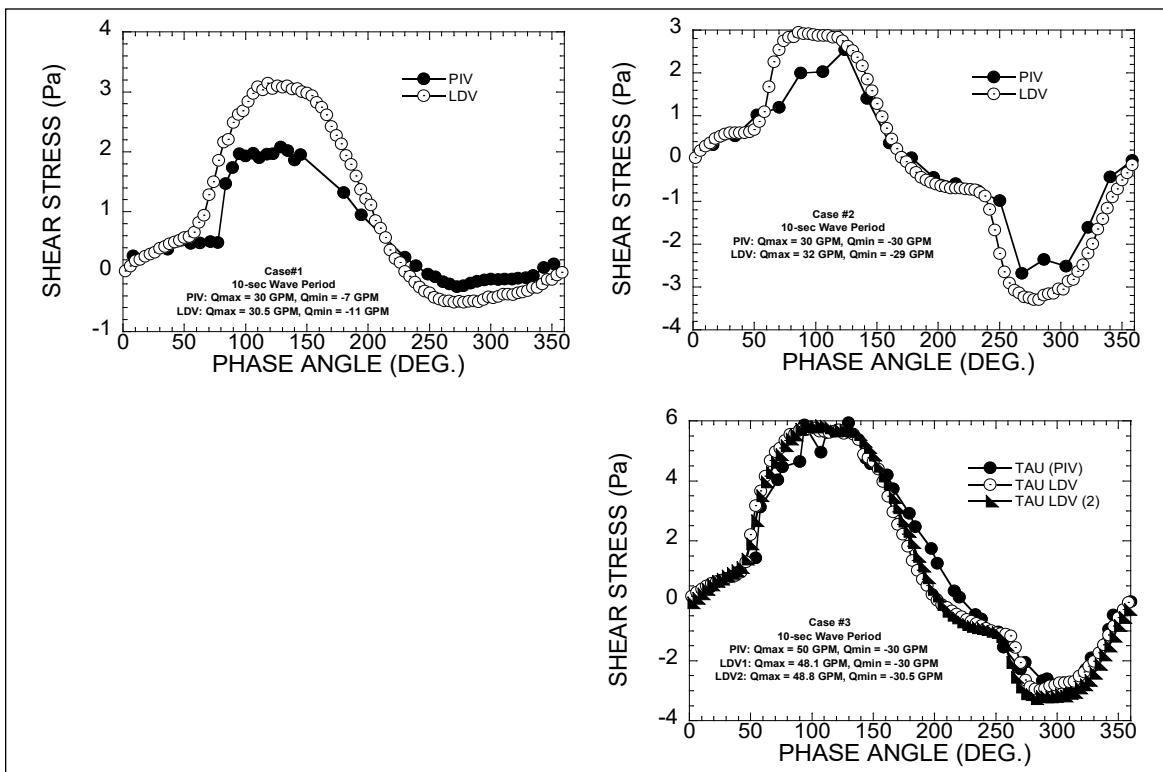 4
3
2
1
0
-1
0 50 100 150 200 250 300 350
SHEAR STRESS (Pa)
PHASE ANGLE (DEG.)
PIV
LDV
Case#1
10-sec Wave Period
PIV: Qmax = 30 GPM, Qmin = -7 GPM
LDV: Qmax = 30.5 GPM, Qmin = -11 GPM
3
2
1
0
-1
-2
-3
-4
0 50 100 150 200 250 300 350
SHEAR STRESS (Pa)
PHASE ANGLE (DEG.)
PIV
LDV
Case #2
10-sec Wave Period
PIV: Qmax = 30 GPM, Qmin = -30 GPM
LDV: Qmax = 32 GPM, Qmin = -29 GPM
6
4
2
0
-2
-4
0 50 100 150 200 250 300 350
SHEAR STRESS (Pa)
PHASE ANGLE (DEG.)
TAU (PIV)
TAU LDV
TAU LDV (2)
Case #3
10-sec Wave Period
PIV: Qmax = 50 GPM, Qmin = -30 GPM
LDV1: Qmax = 48.1 GPM, Qmin = -30 GPM
LDV2: Qmax = 48.8 GPM, Qmin = -30.5 GPM